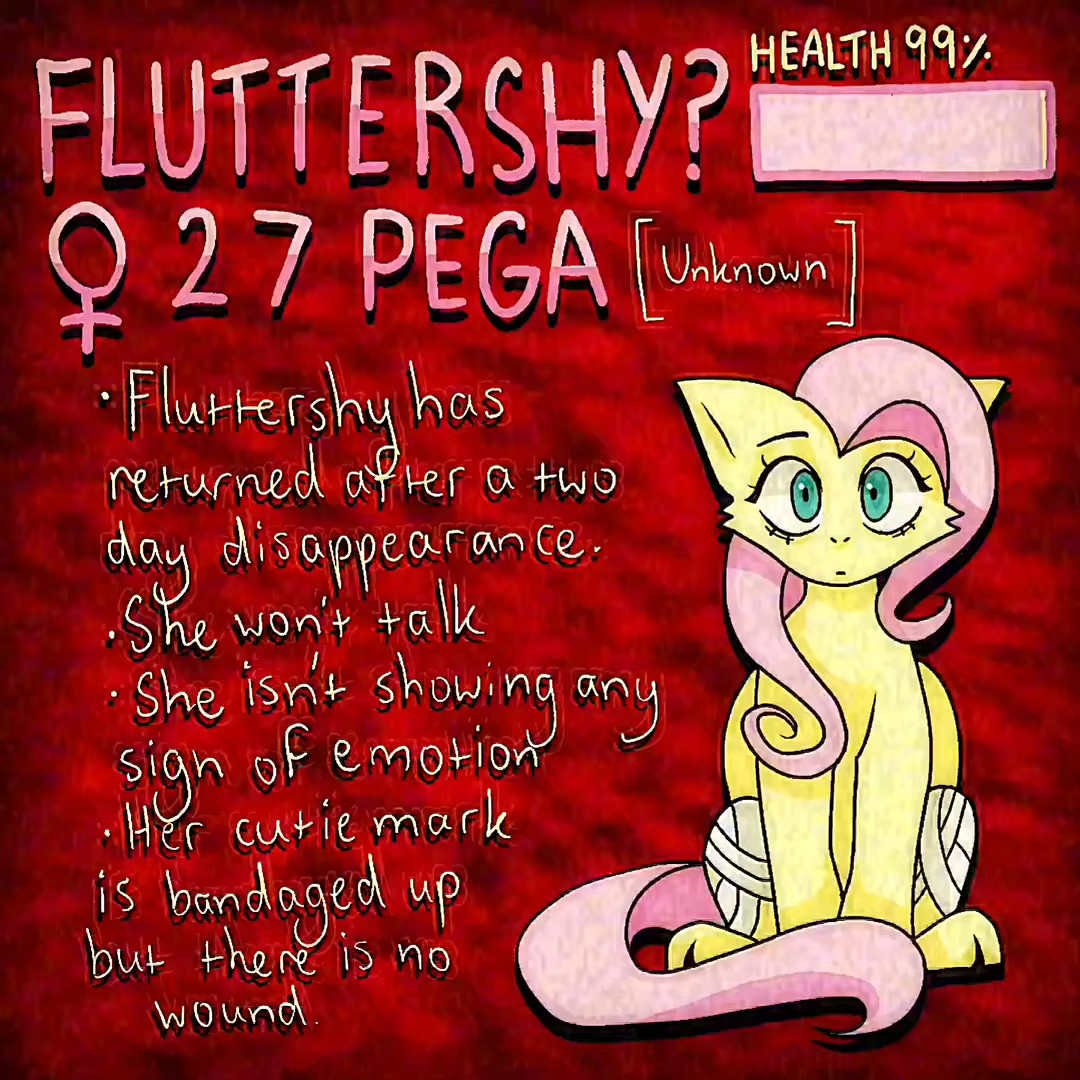 FLUTTERSHY?
HEALTH 99%
♀ 27 PEGA [Unknown]
· Fluttershy has
returned after a two
day disappearance.
· She won't talk
· She isn't showing any
sign of emotion
· Her cutie mark
is bandaged up
but there is no
wound.